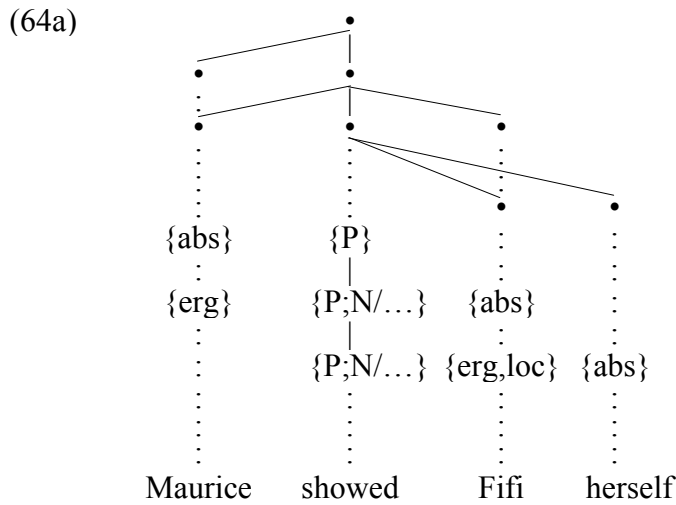 (64a)
{abs} {P}
{erg} {P;N/…} {abs}
{P;N/…} {erg,loc} {abs}
Maurice showed Fifi herself